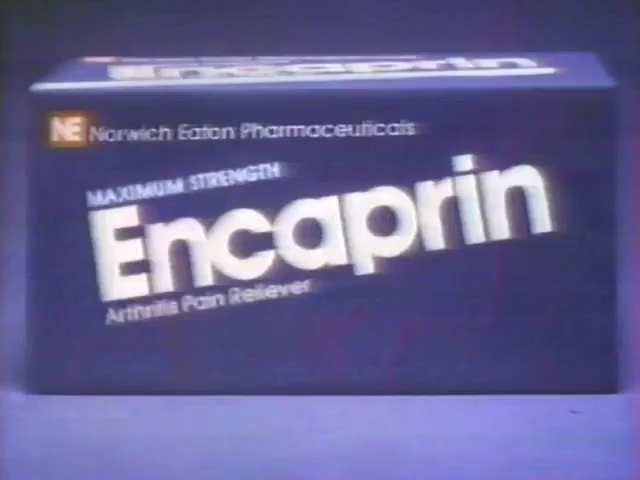 Encaprin
NE Norwich Eaton Pharmaceuticals
MAXIMUM STRENGTH
Encaprin
Arthritis Pain Reliever